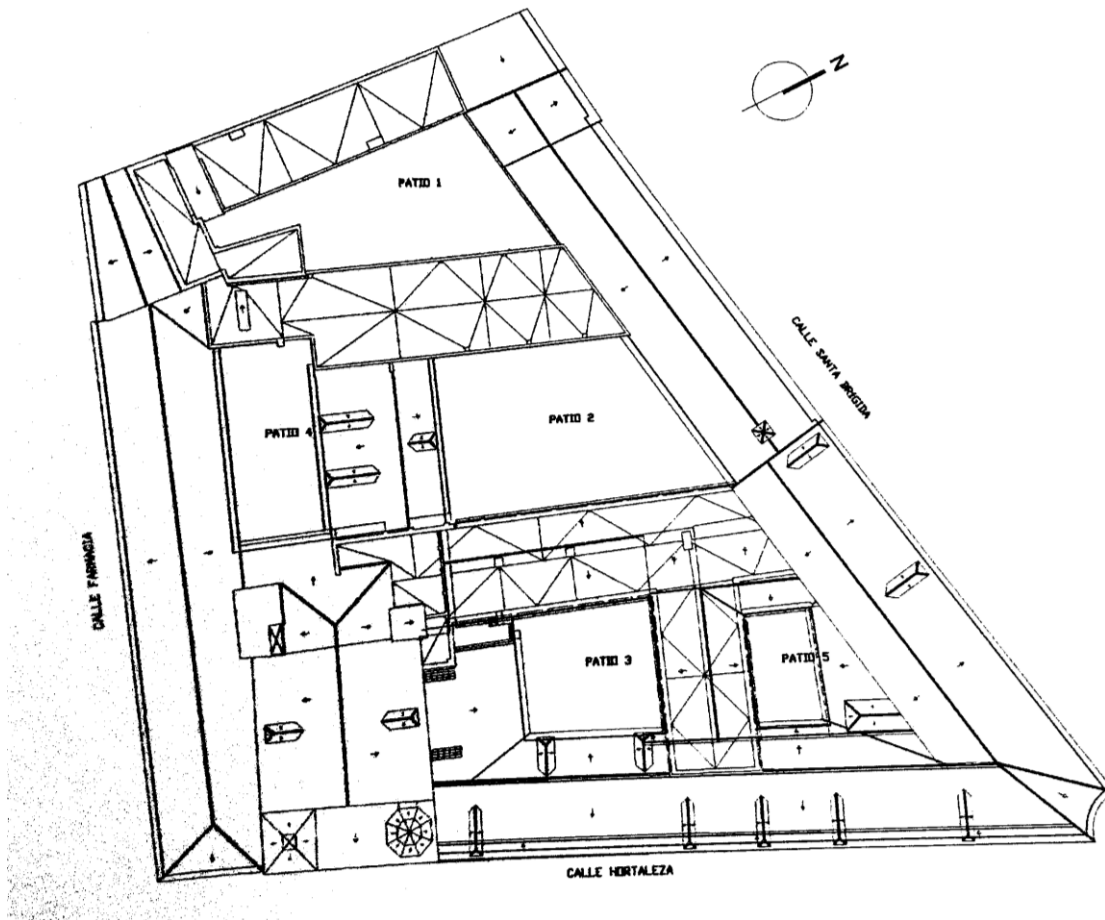 N
PATIO 1
CALLE SANTA BRIGIDA
PATIO 2
PATIO 4
CALLE FARMACIA
PATIO 3
PATIO 5
CALLE HORTALEZA